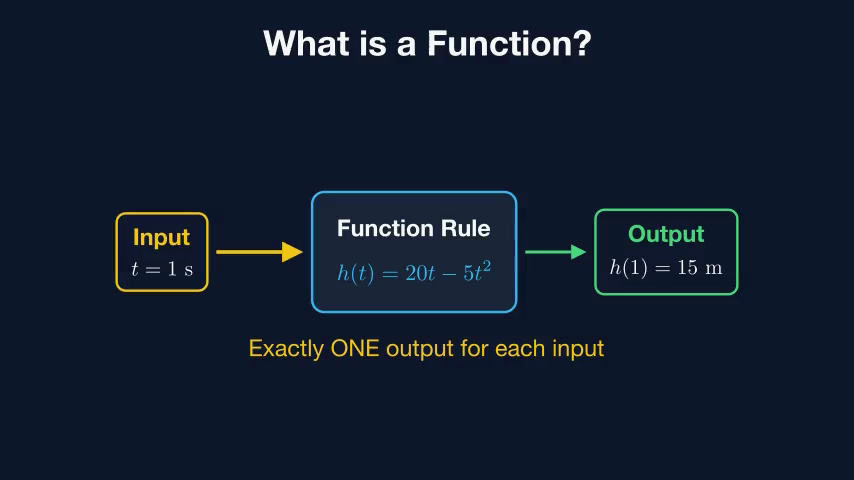 What is a Function?
Input
t = 1 s
Function Rule
h(t) = 20t − 5t²
Output
h(1) = 15 m
Exactly ONE output for each input